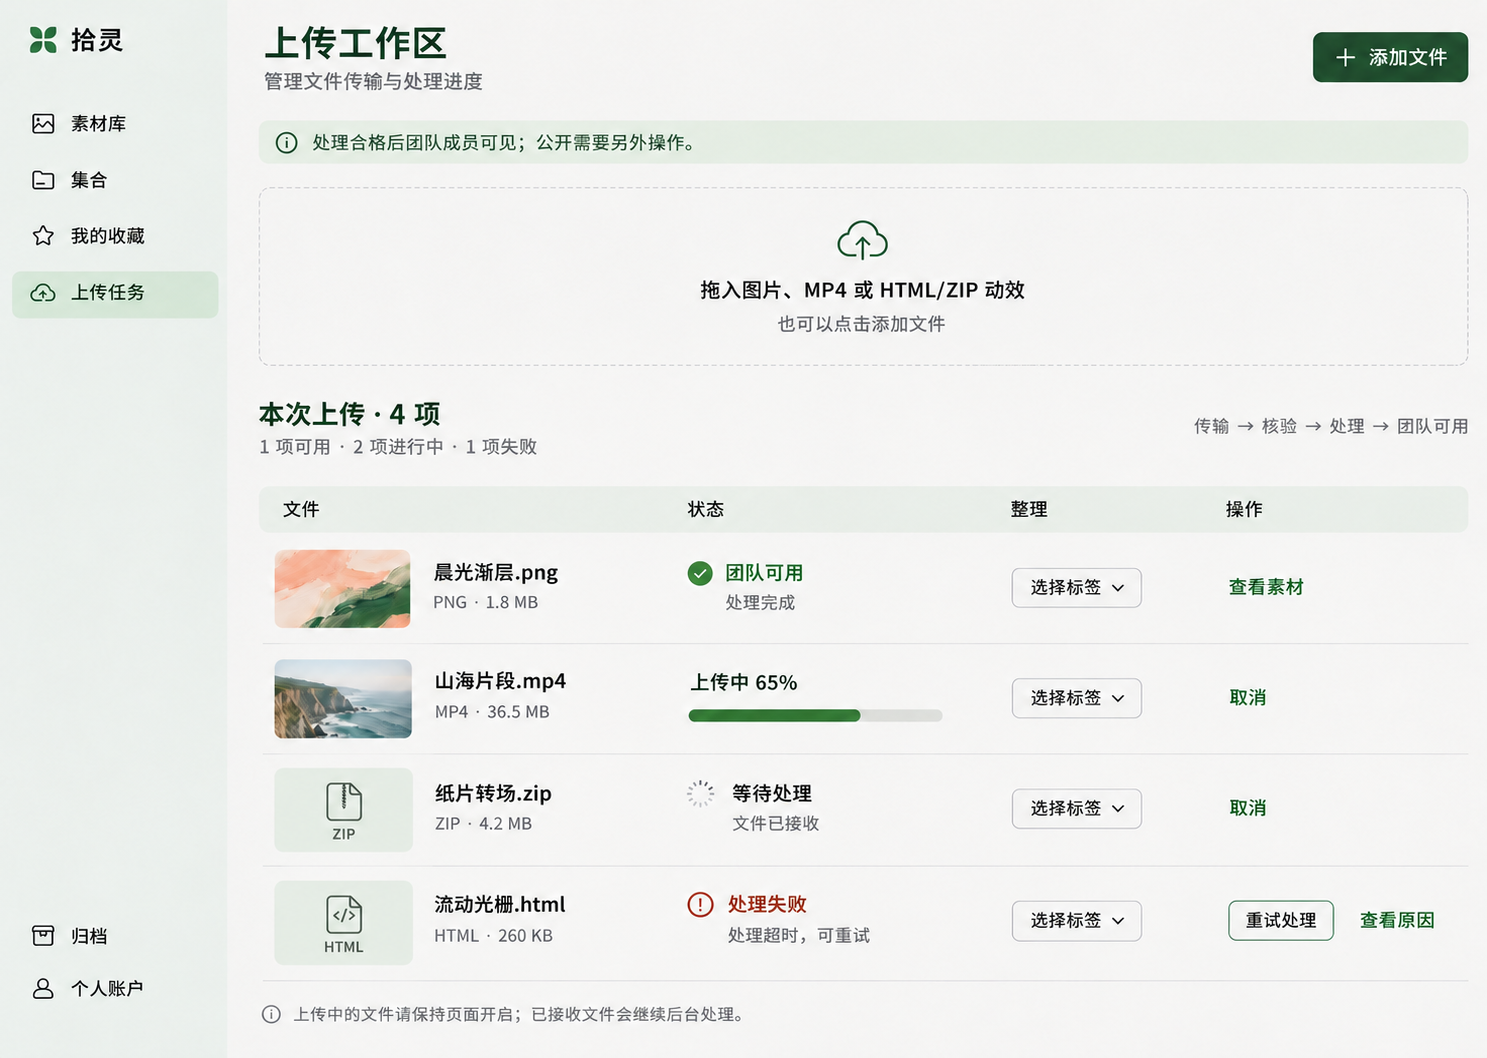 拾灵
素材库
集合
我的收藏
上传任务
归档
个人账户
上传工作区
管理文件传输与处理进度
添加文件
处理合格后团队成员可见；公开需要另外操作。
拖入图片、MP4 或 HTML/ZIP 动效
也可以点击添加文件
本次上传 · 4 项
1 项可用 · 2 项进行中 · 1 项失败
传输 → 核验 → 处理 → 团队可用
文件 状态 整理 操作
晨光渐层.png
PNG · 1.8 MB
团队可用
处理完成
选择标签
查看素材
山海片段.mp4
MP4 · 36.5 MB
上传中 65%
选择标签
取消
ZIP
纸片转场.zip
ZIP · 4.2 MB
等待处理
文件已接收
选择标签
取消
</>
HTML
流动光栅.html
HTML · 260 KB
处理失败
处理超时，可重试
选择标签
重试处理
查看原因
上传中的文件请保持页面开启；已接收文件会继续后台处理。